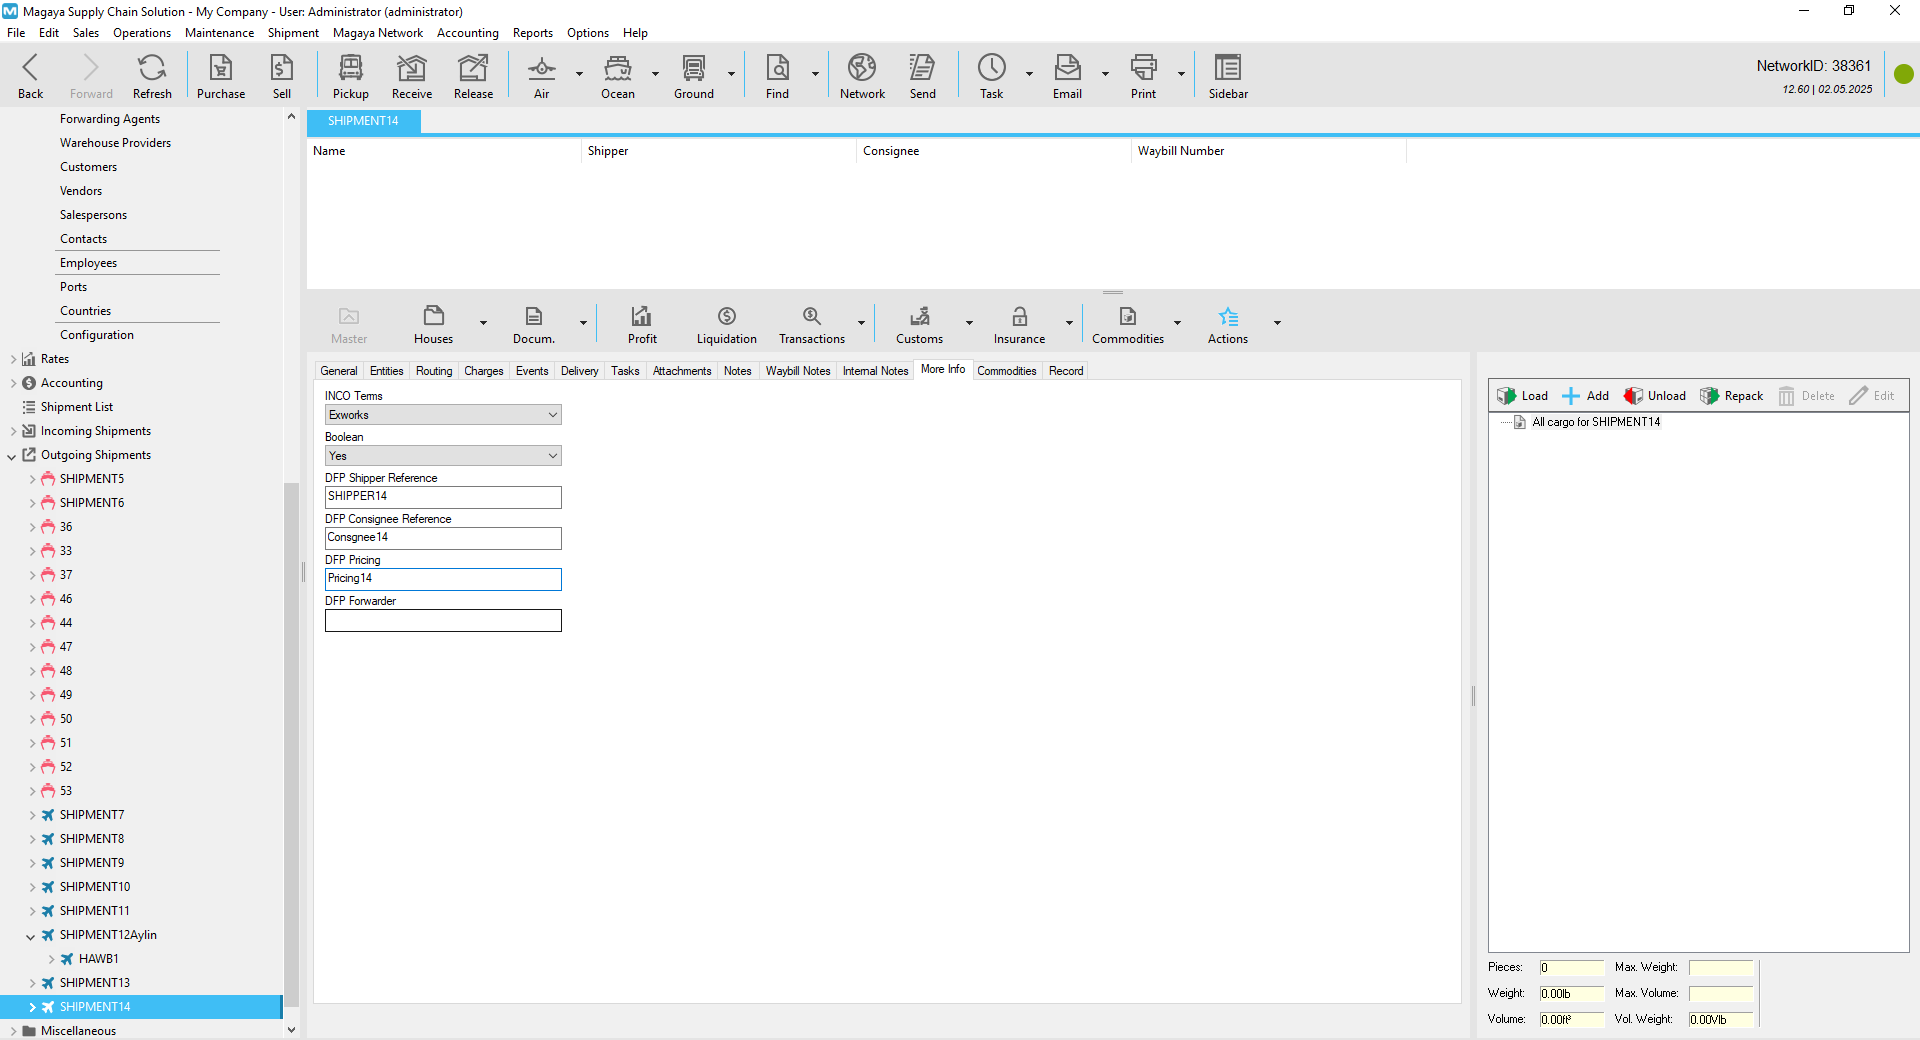 Magaya Supply Chain Solution - My Company - User: Administrator (administrator)
File Edit Sales Operations Maintenance Shipment Magaya Network Accounting Reports Options Help
Back Forward Refresh Purchase Sell Pickup Receive Release Air Ocean Ground Find Network Send Task Email Print Sidebar
NetworkID: 38361
12.60 | 02.05.2025
Forwarding Agents
Warehouse Providers
Customers
Vendors
Salespersons
Contacts
Employees
Ports
Countries
Configuration
Rates
Accounting
Shipment List
Incoming Shipments
Outgoing Shipments
SHIPMENT5
SHIPMENT6
36
33
37
46
44
47
48
49
50
51
52
53
SHIPMENT7
SHIPMENT8
SHIPMENT9
SHIPMENT10
SHIPMENT11
SHIPMENT12Aylin
HAWB1
SHIPMENT13
SHIPMENT14
Miscellaneous
SHIPMENT14
Name Shipper Consignee Waybill Number
Master Houses Docum. Profit Liquidation Transactions Customs Insurance Commodities Actions
General Entities Routing Charges Events Delivery Tasks Attachments Notes Waybill Notes Internal Notes More Info Commodities Record
INCO Terms
Exworks
Boolean
Yes
DFP Shipper Reference
SHIPPER14
DFP Consignee Reference
Consgnee14
DFP Pricing
Pricing14
DFP Forwarder
Load Add Unload Repack Delete Edit
All cargo for SHIPMENT14
Pieces: 0 Max. Weight:
Weight: 0.00lb Max. Volume:
Volume: 0.00ft³ Vol. Weight: 0.00Vlb